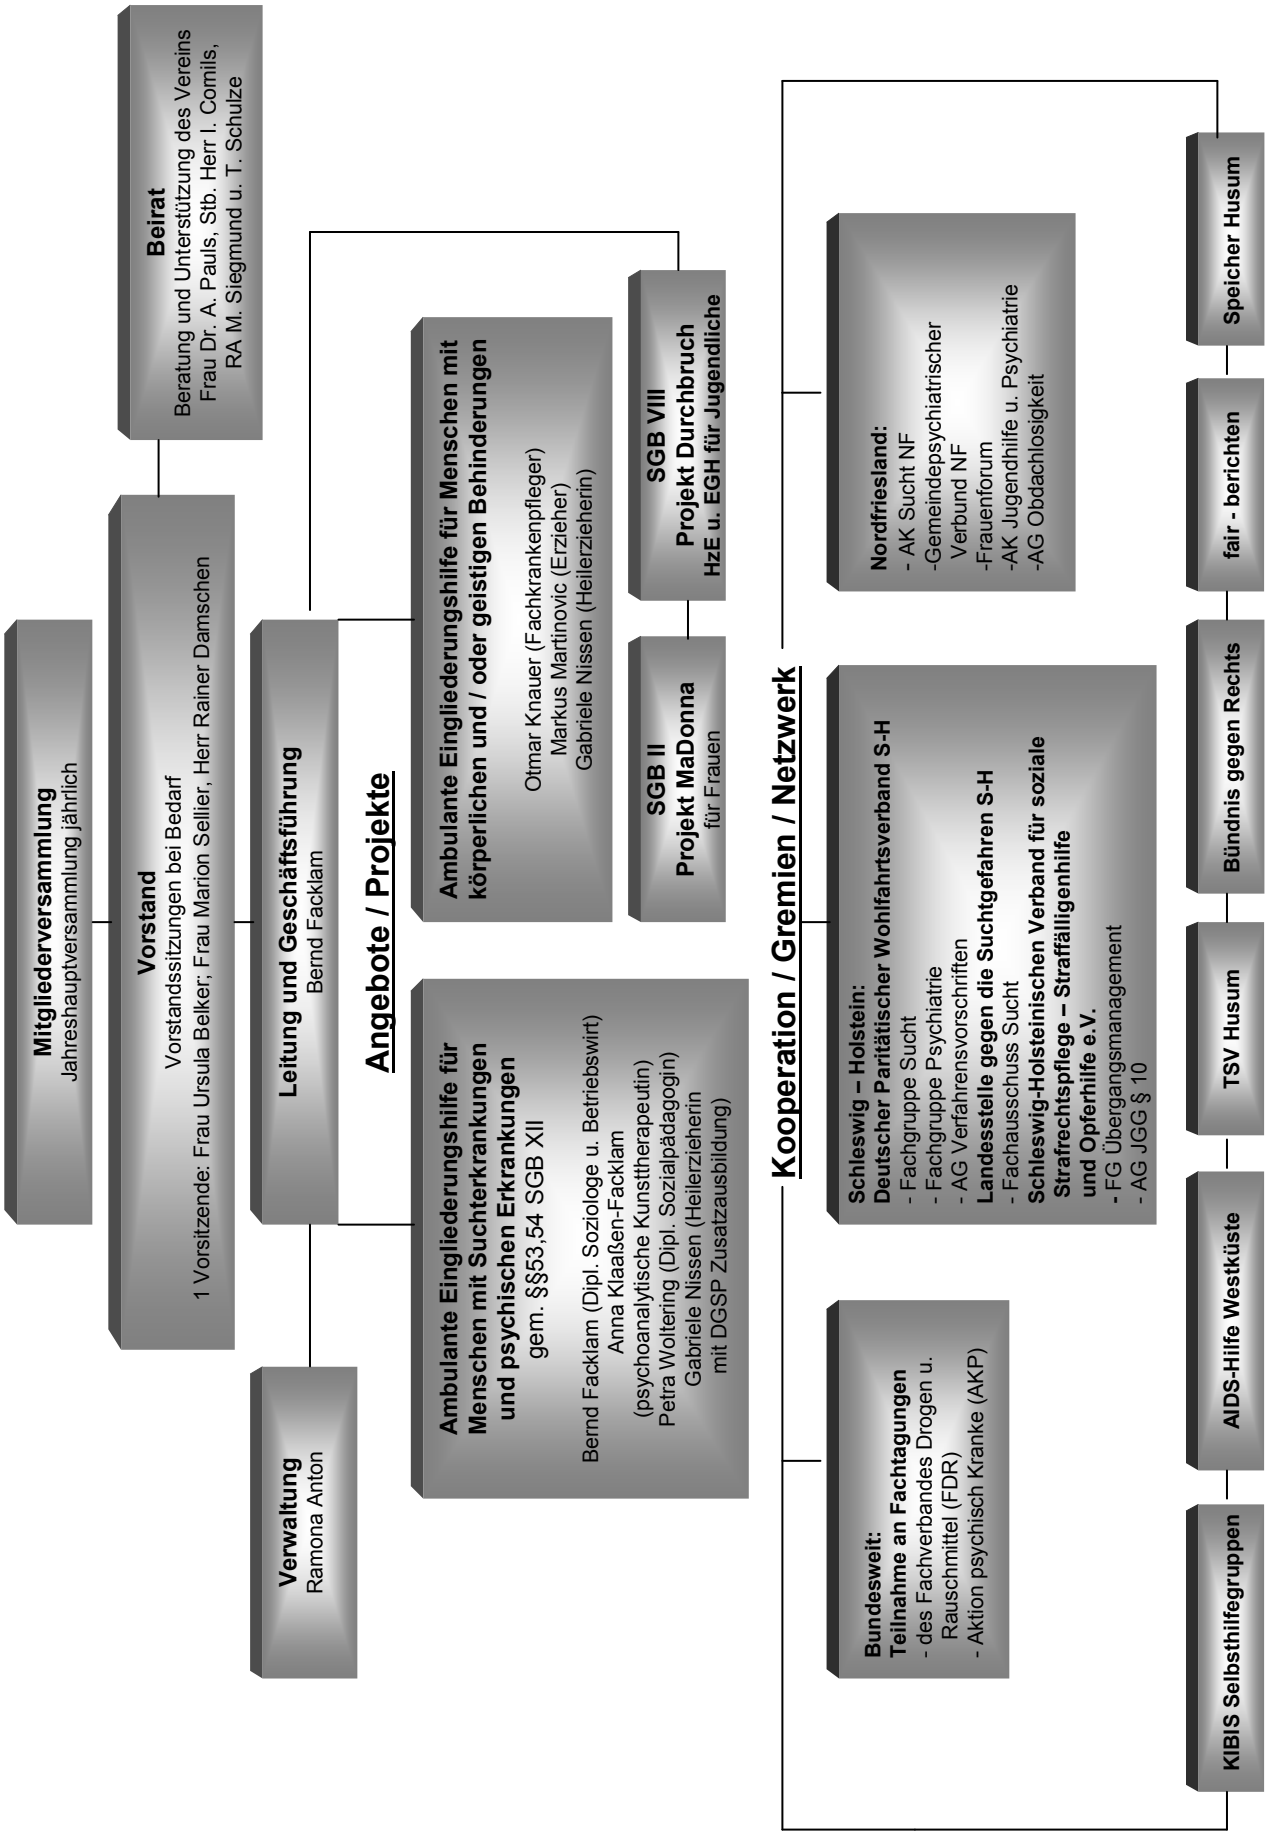 Mitgliederversammlung
Jahreshauptversammlung jährlich
Vorstand
Vorstandssitzungen bei Bedarf
1 Vorsitzende: Frau Ursula Belker; Frau Marion Sellier, Herr Rainer Damschen
Beirat
Beratung und Unterstützung des Vereins
Frau Dr. A. Pauls, Stb. Herr I. Comils,
RA M. Siegmund u. T. Schulze
Verwaltung
Ramona Anton
Leitung und Geschäftsführung
Bernd Facklam
Angebote / Projekte
Ambulante Eingliederungshilfe für
Menschen mit Suchterkrankungen
und psychischen Erkrankungen
gem. §§53,54 SGB XII
Bernd Facklam (Dipl. Soziologe u. Betriebswirt)
Anna Klaaßen-Facklam
(psychoanalytische Kunsttherapeutin)
Petra Woltering (Dipl. Sozialpädagogin)
Gabriele Nissen (Heilerzieherin
mit DGSP Zusatzausbildung)
Ambulante Eingliederungshilfe für Menschen mit
körperlichen und / oder geistigen Behinderungen
Otmar Knauer (Fachkrankenpfleger)
Markus Martinovic (Erzieher)
Gabriele Nissen (Heilerzieherin)
SGB II
Projekt MaDonna
für Frauen
SGB VIII
Projekt Durchbruch
HzE u. EGH für Jugendliche
Kooperation / Gremien / Netzwerk
Bundesweit:
Teilnahme an Fachtagungen
- des Fachverbandes Drogen u.
Rauschmittel (FDR)
- Aktion psychisch Kranke (AKP)
Schleswig – Holstein:
Deutscher Paritätischer Wohlfahrtsverband S-H
- Fachgruppe Sucht
- Fachgruppe Psychiatrie
- AG Verfahrensvorschriften
Landesstelle gegen die Suchtgefahren S-H
- Fachausschuss Sucht
Schleswig-Holsteinischen Verband für soziale
Strafrechtspflege – Straffälligenhilfe
und Opferhilfe e.V.
- FG Übergangsmanagement
- AG JGG § 10
Nordfriesland:
- AK Sucht NF
-Gemeindepsychiatrischer
Verbund NF
-Frauenforum
-AK Jugendhilfe u. Psychiatrie
-AG Obdachlosigkeit
KIBIS Selbsthilfegruppen
AIDS-Hilfe Westküste
TSV Husum
Bündnis gegen Rechts
fair - berichten
Speicher Husum